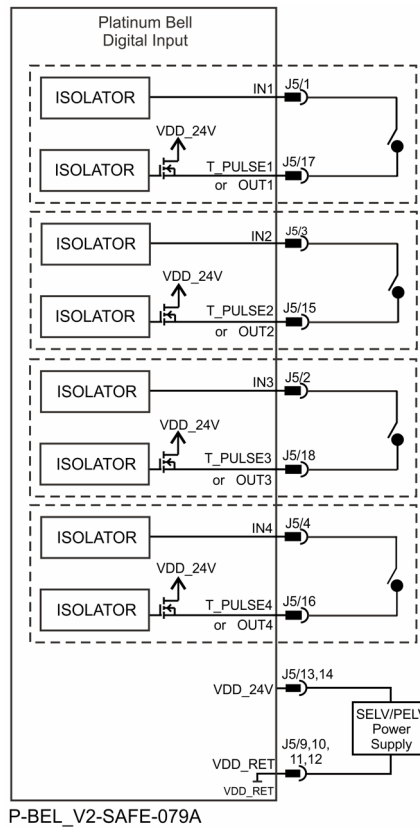 Platinum Bell
Digital Input
ISOLATOR
IN1
J5/1
VDD_24V
ISOLATOR
T_PULSE1
J5/17
or OUT1
ISOLATOR
IN2
J5/3
VDD_24V
ISOLATOR
T_PULSE2
J5/15
or OUT2
ISOLATOR
IN3
J5/2
VDD_24V
ISOLATOR
T_PULSE3
J5/18
or OUT3
ISOLATOR
IN4
J5/4
VDD_24V
ISOLATOR
T_PULSE4
J5/16
or OUT4
VDD_24V
J5/13,14
SELV/PELV
Power
Supply
VDD_RET
J5/9,10,
11,12
VDD_RET
P-BEL_V2-SAFE-079A